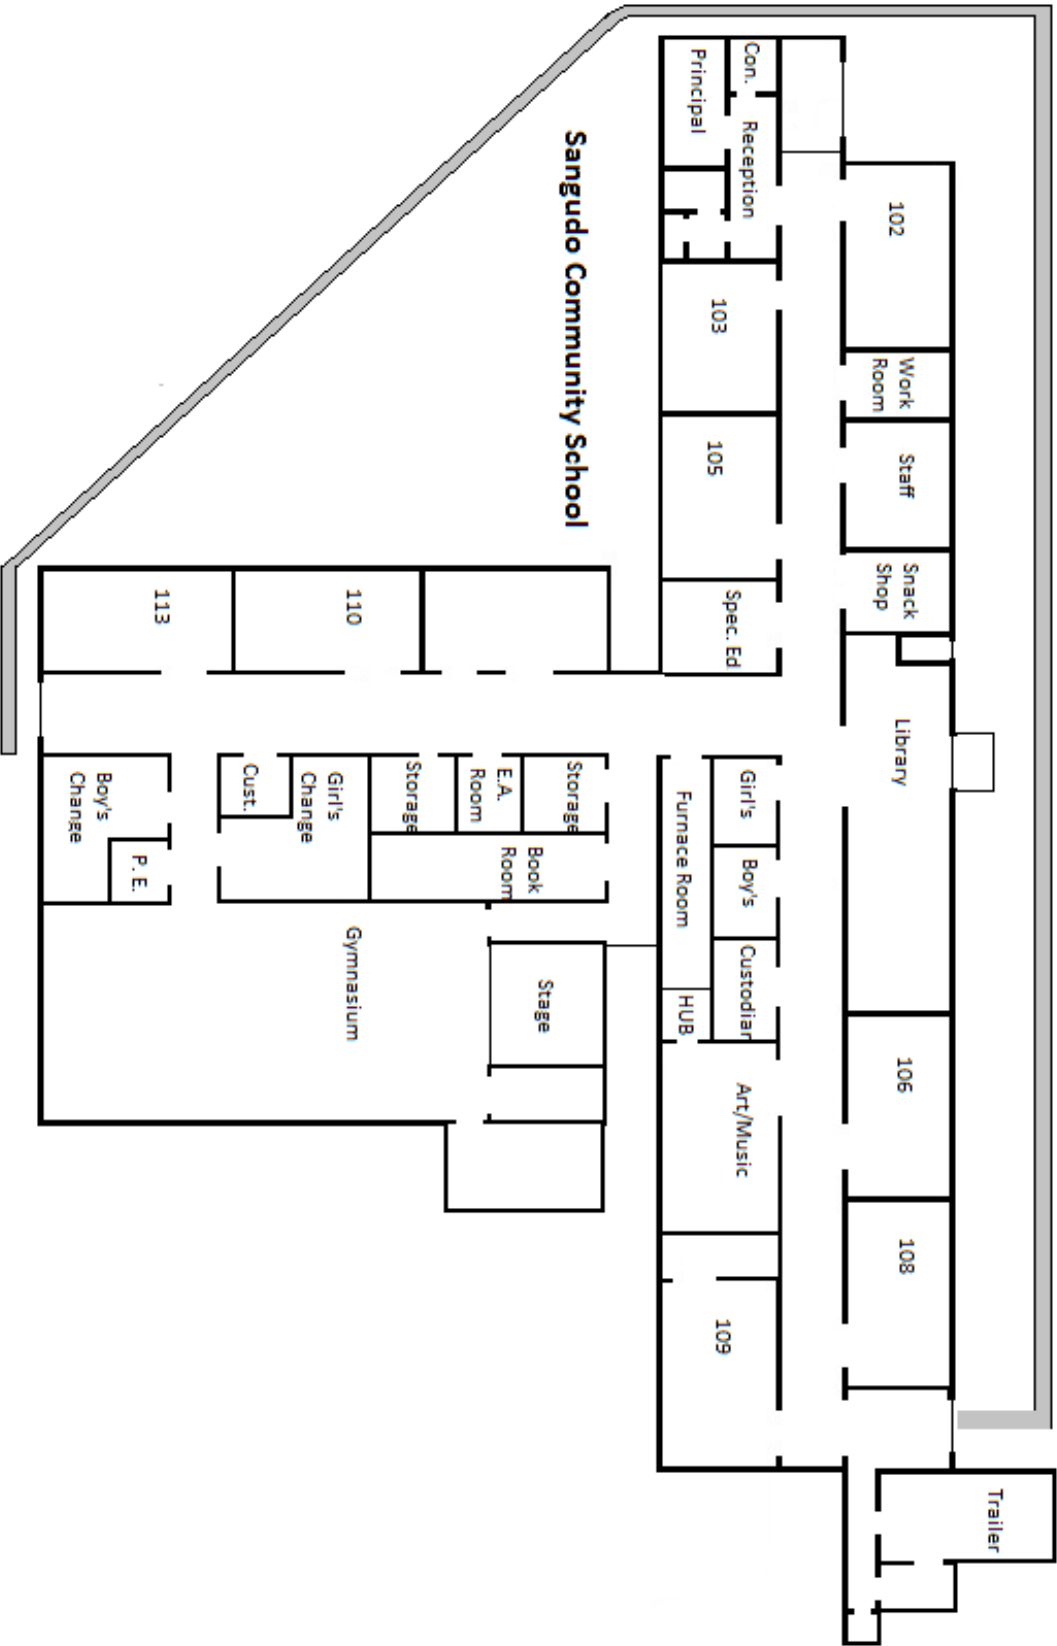 Trailer
102
Work
Room
Staff
Snack
Shop
Library
106
108
Con.
Reception
Principal
103
105
Spec. Ed
Girl's
Boy's
Custodian
Art/Music
109
Furnace Room
HUB
Sangudo Community School
Storage
E.A.
Room
Storage
Book
Room
Stage
110
Girl's
Change
Cust.
Gymnasium
113
Boy's
Change
P. E.